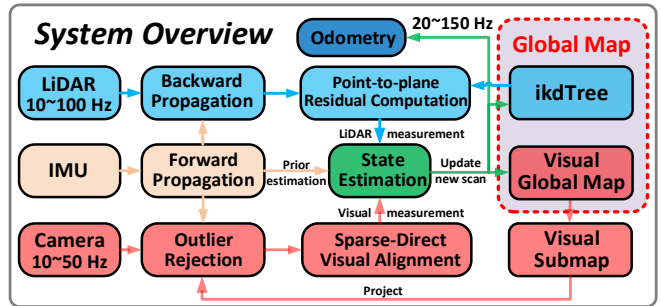 System Overview
Odometry
20~150 Hz
Global Map
LiDAR
10~100 Hz
Backward
Propagation
Point-to-plane
Residual Computation
ikdTree
LiDAR measurement
IMU
Forward
Propagation
Prior
estimation
State
Estimation
Update
new scan
Visual
Global Map
Visual measurement
Camera
10~50 Hz
Outlier
Rejection
Sparse-Direct
Visual Alignment
Visual
Submap
Project